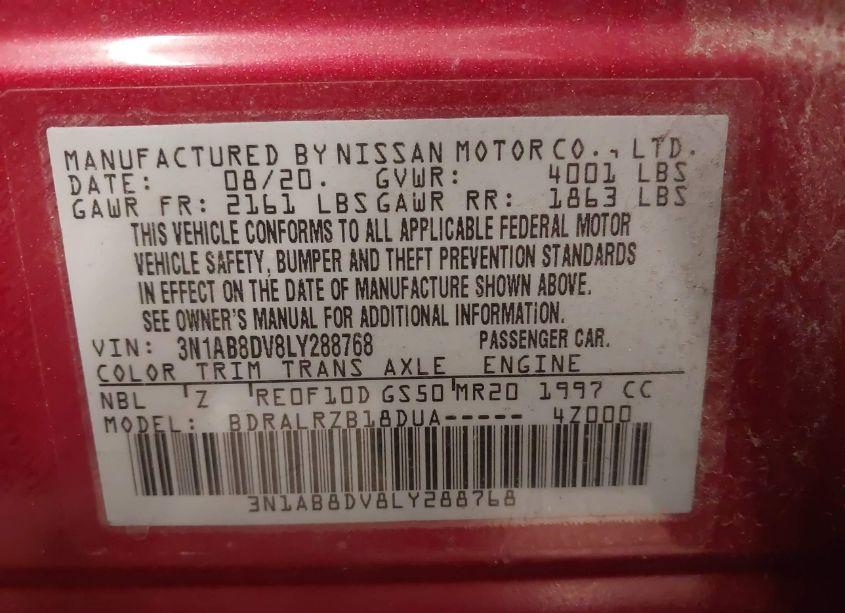 MANUFACTURED BY NISSAN MOTOR CO., LTD.
DATE: 08/20. GVWR: 4001 LBS
GAWR FR: 2161 LBS GAWR RR: 1863 LBS
THIS VEHICLE CONFORMS TO ALL APPLICABLE FEDERAL MOTOR
VEHICLE SAFETY, BUMPER AND THEFT PREVENTION STANDARDS
IN EFFECT ON THE DATE OF MANUFACTURE SHOWN ABOVE.
SEE OWNER'S MANUAL FOR ADDITIONAL INFORMATION.
VIN: 3N1AB8DV8LY288768 PASSENGER CAR.
COLOR TRIM TRANS AXLE ENGINE
NBL Z RE0F10D GS50 MR20 1997 CC
MODEL: BDRALRZB18DUA----- 4Z000
3N1AB8DV8LY288768